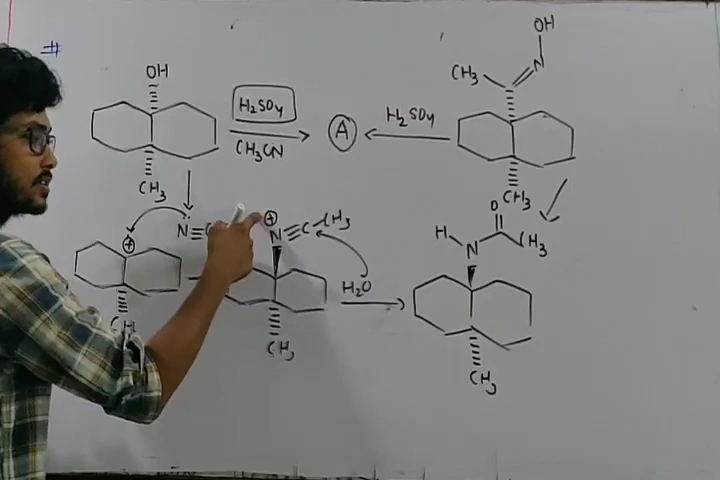 #
OH
H₂SO₄
CH₃CN
CH₃
A
H₂SO₄
OH
N
CH₃
CH₃
⊕
N̈≡
⊕
N≡C-CH₃
CH₃
H₂O
O
H
N
CH₃
CH₃